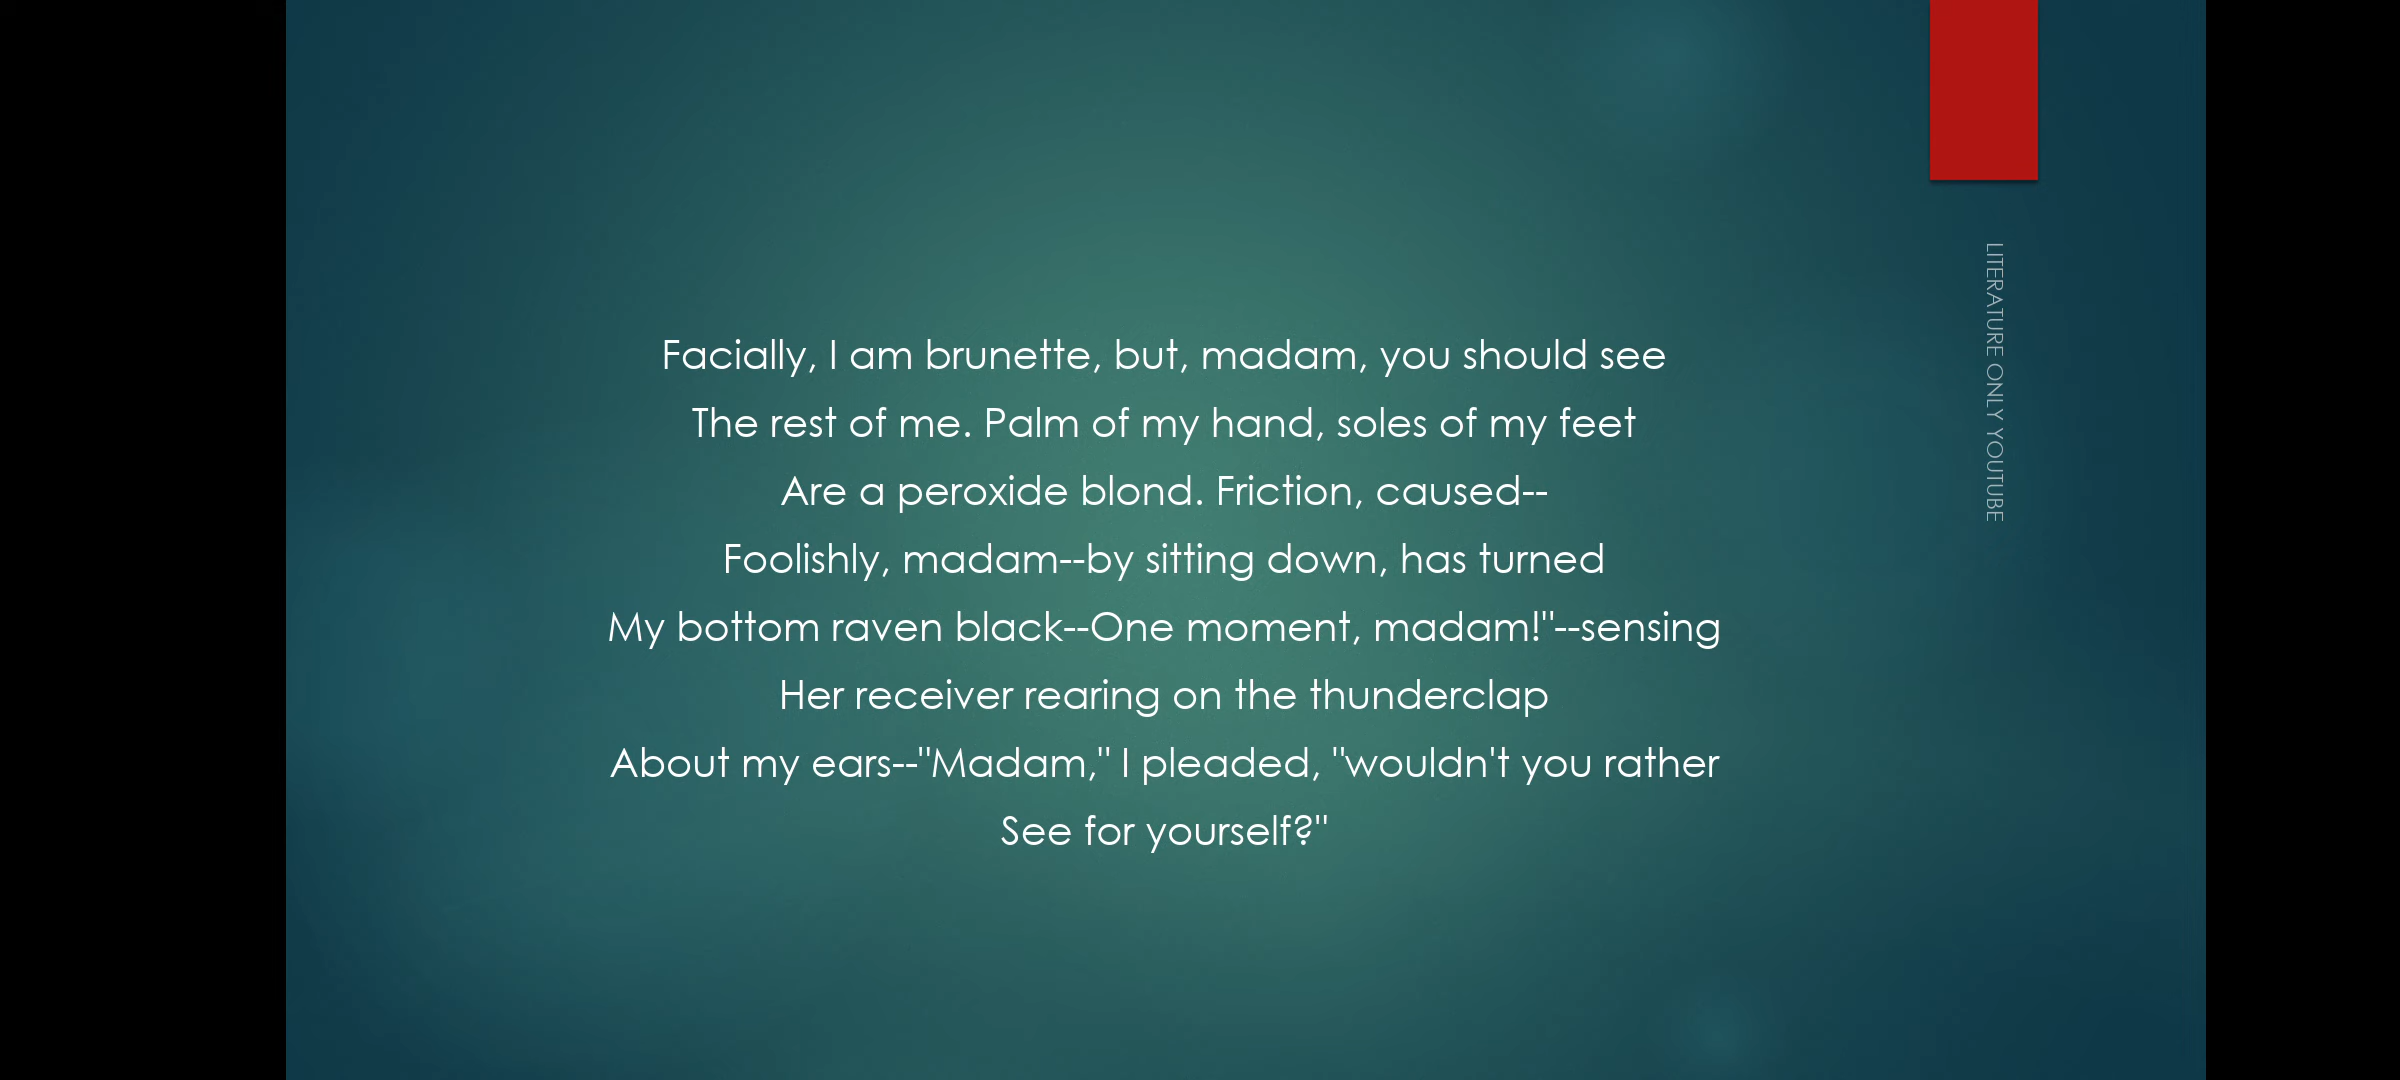 Facially, I am brunette, but, madam, you should see
The rest of me. Palm of my hand, soles of my feet
Are a peroxide blond. Friction, caused--
Foolishly, madam--by sitting down, has turned
My bottom raven black--One moment, madam!"--sensing
Her receiver rearing on the thunderclap
About my ears--"Madam," I pleaded, "wouldn't you rather
See for yourself?"
LITERATURE ONLY YOUTUBE